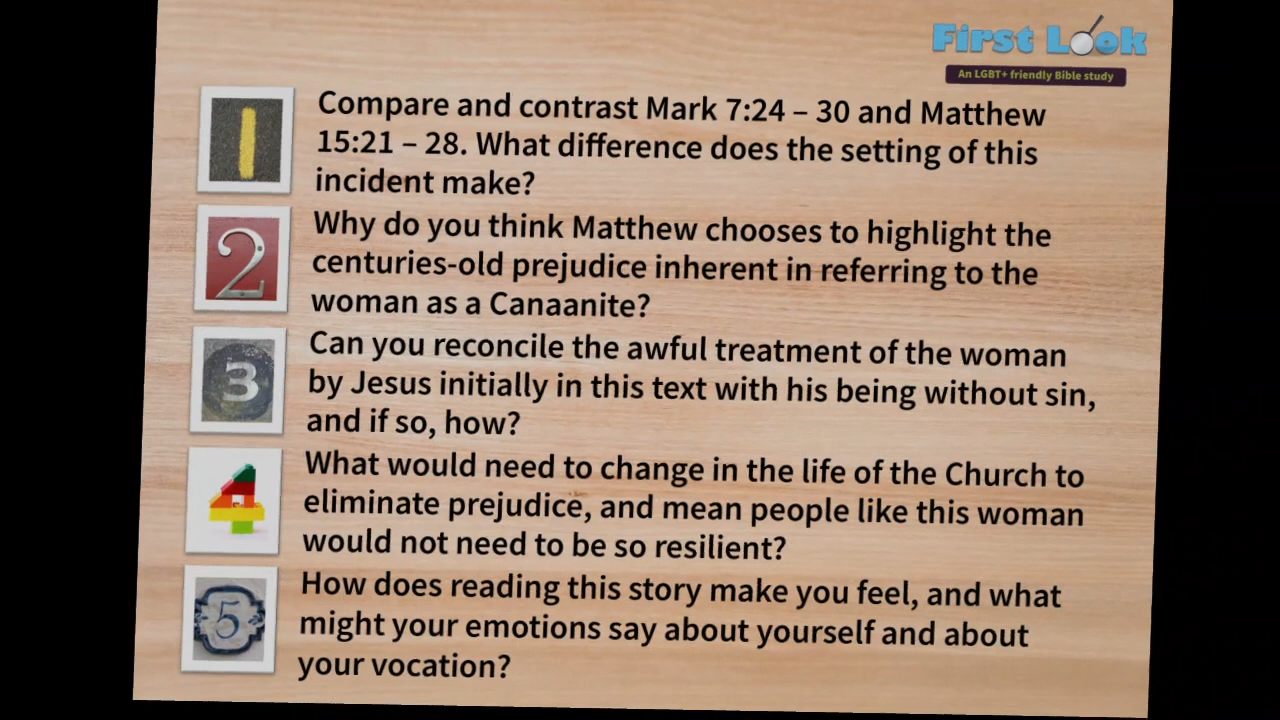 First Look
An LGBT+ friendly Bible study
1
Compare and contrast Mark 7:24 – 30 and Matthew
15:21 – 28. What difference does the setting of this
incident make?
2
Why do you think Matthew chooses to highlight the
centuries-old prejudice inherent in referring to the
woman as a Canaanite?
3
Can you reconcile the awful treatment of the woman
by Jesus initially in this text with his being without sin,
and if so, how?
4
What would need to change in the life of the Church to
eliminate prejudice, and mean people like this woman
would not need to be so resilient?
5
How does reading this story make you feel, and what
might your emotions say about yourself and about
your vocation?